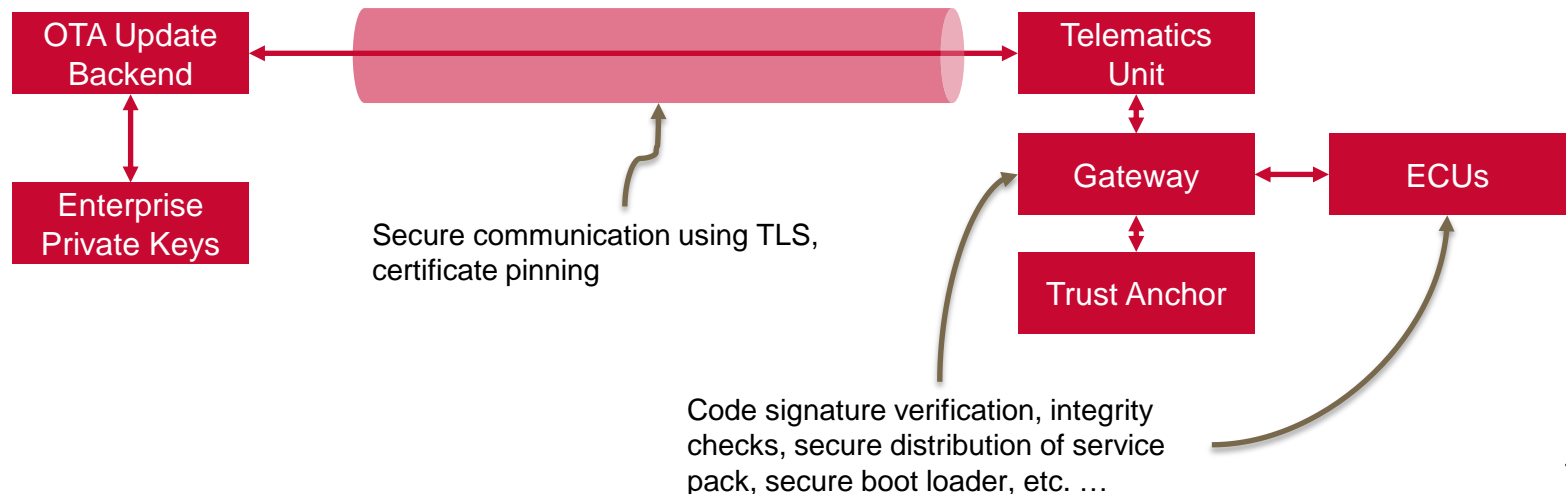 OTA Update
Backend
Telematics
Unit
Enterprise
Private Keys
Gateway
ECUs
Trust Anchor
Secure communication using TLS,
certificate pinning
Code signature verification, integrity
checks, secure distribution of service
pack, secure boot loader, etc. …